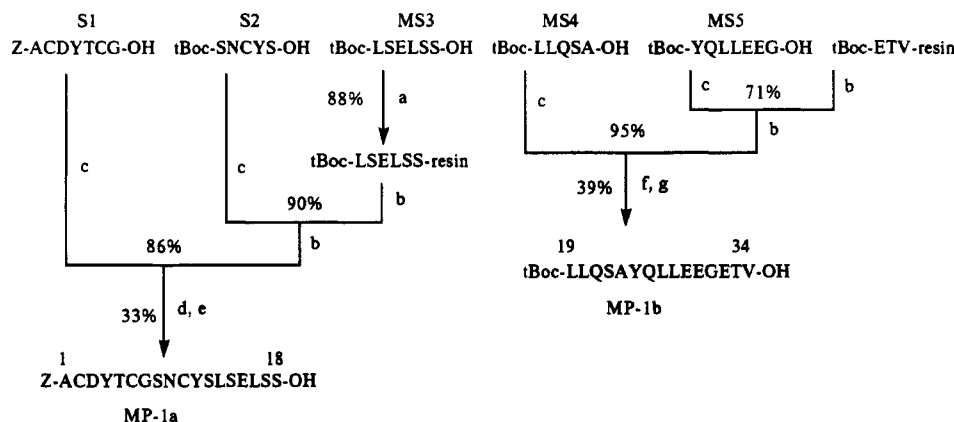 S1 S2 MS3 MS4 MS5
Z-ACDYTCG-OH tBoc-SNCYS-OH tBoc-LSELSS-OH tBoc-LLQSA-OH tBoc-YQLLEEG-OH tBoc-ETV-resin
88% a c c 71% b
95% b
tBoc-LSELSS-resin
c c 90% b 39% f, g
86% b
19 34
tBoc-LLQSAYQLLEEGETV-OH
33% d, e
MP-1b
1 18
Z-ACDYTCGSNCYSLSELSS-OH
MP-1a